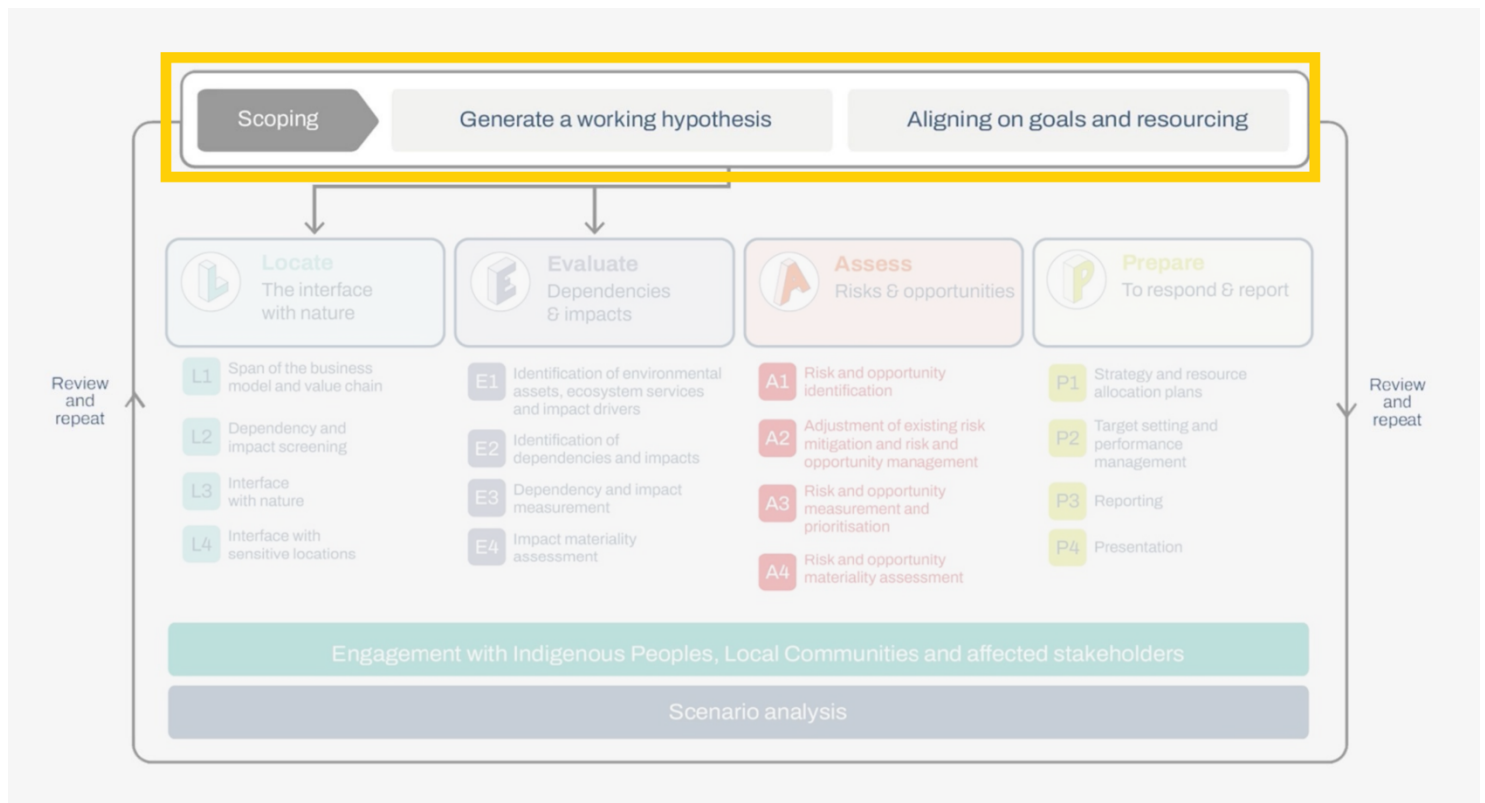 Scoping
Generate a working hypothesis
Aligning on goals and resourcing
Review
and
repeat
L
Locate
The interface
with nature
L1
Span of the business
model and value chain
L2
Dependency and
impact screening
L3
Interface
with nature
L4
Interface with
sensitive locations
E
Evaluate
Dependencies
& impacts
E1
Identification of environmental
assets, ecosystem services
and impact drivers
E2
Identification of
dependencies and impacts
E3
Dependency and impact
measurement
E4
Impact materiality
assessment
A
Assess
Risks & opportunities
A1
Risk and opportunity
identification
A2
Adjustment of existing risk
mitigation and risk and
opportunity management
A3
Risk and opportunity
measurement and
prioritisation
A4
Risk and opportunity
materiality assessment
P
Prepare
To respond & report
P1
Strategy and resource
allocation plans
P2
Target setting and
performance
management
P3
Reporting
P4
Presentation
Review
and
repeat
Engagement with Indigenous Peoples, Local Communities and affected stakeholders
Scenario analysis